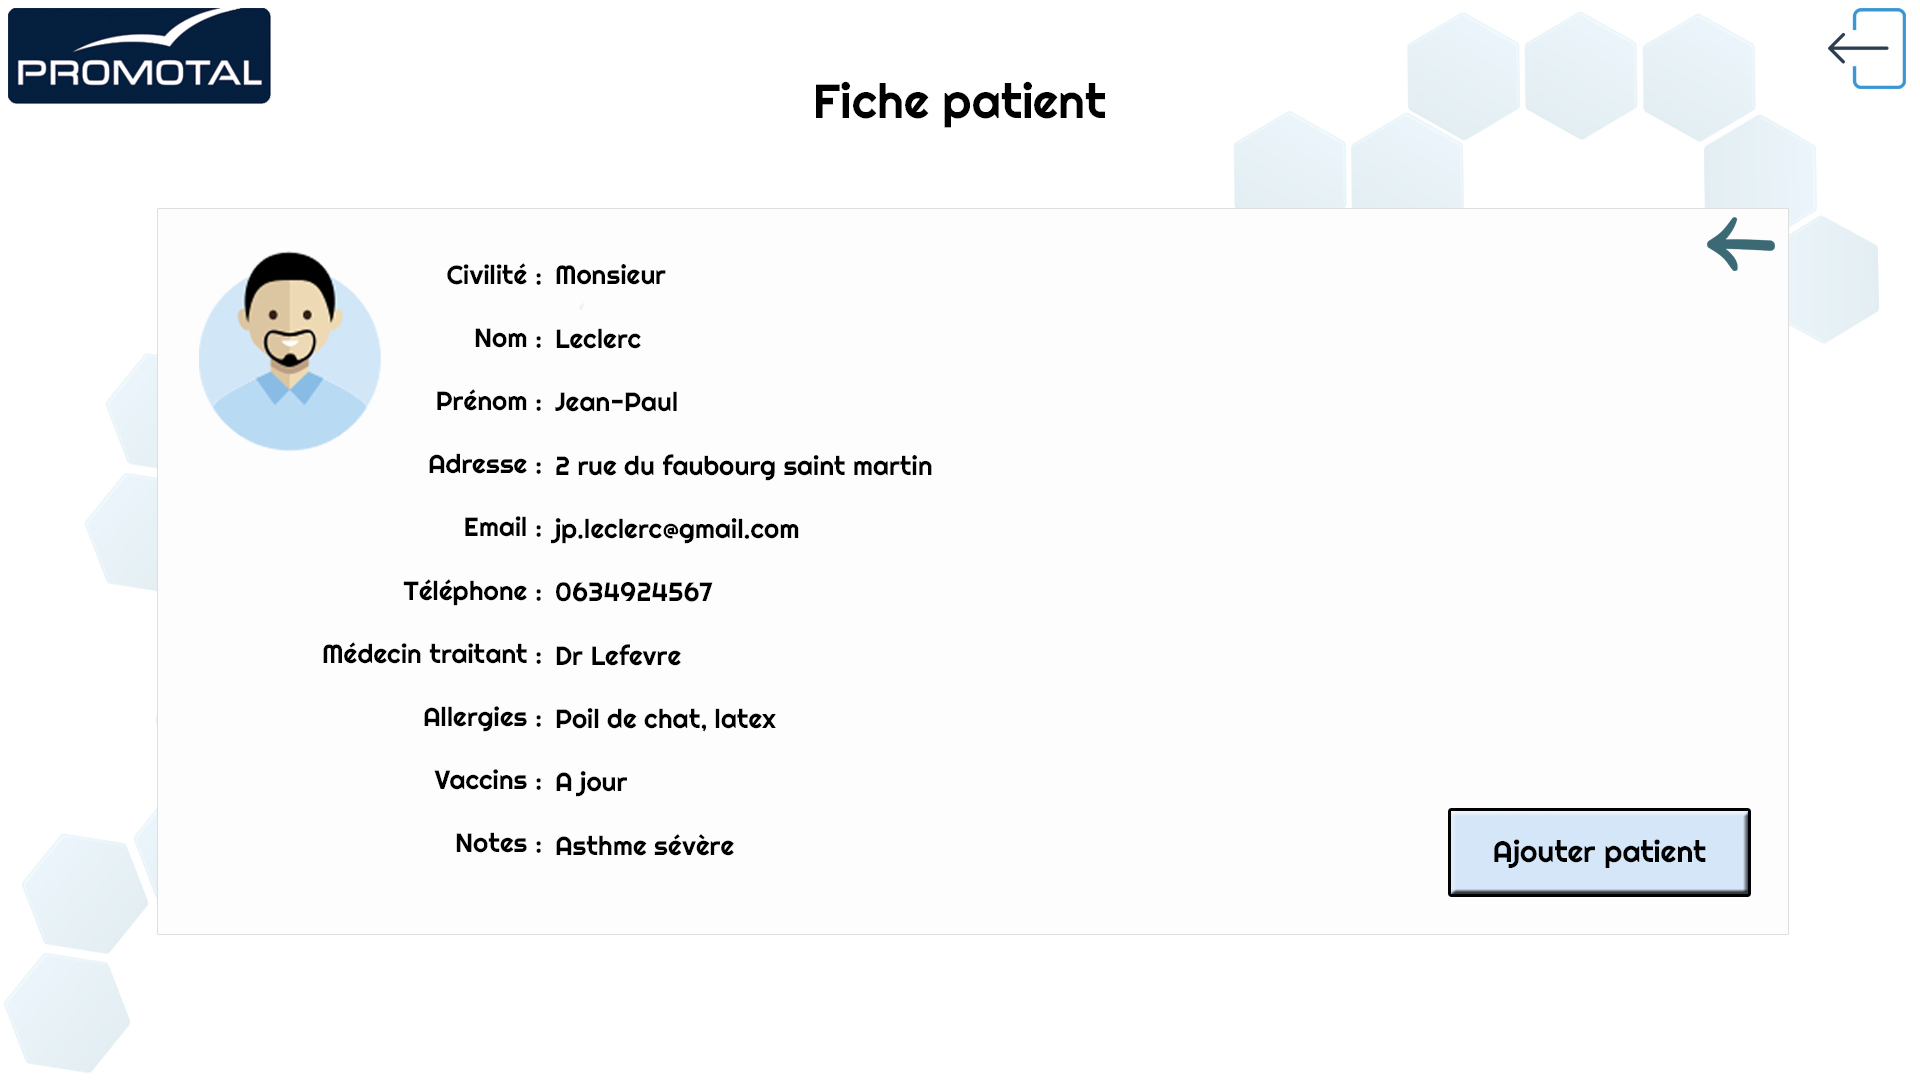 PROMOTAL
Fiche patient
Civilité : Monsieur
Nom : Leclerc
Prénom : Jean-Paul
Adresse : 2 rue du faubourg saint martin
Email : jp.leclerc@gmail.com
Téléphone : 0634924567
Médecin traitant : Dr Lefevre
Allergies : Poil de chat, latex
Vaccins : A jour
Notes : Asthme sévère
Ajouter patient